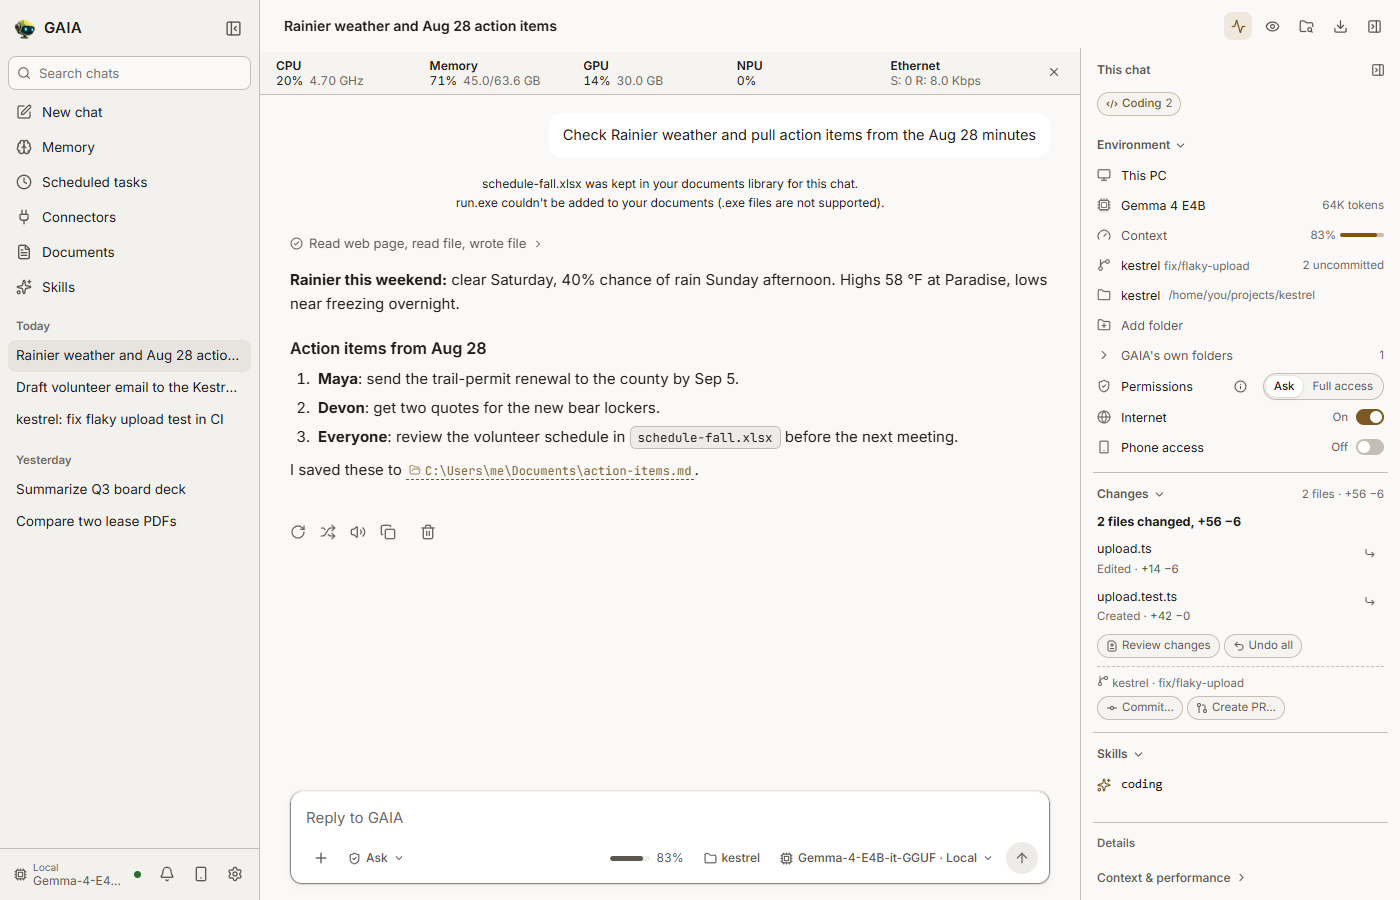 GAIA
Search chats
New chat
Memory
Scheduled tasks
Connectors
Documents
Skills
Today
Rainier weather and Aug 28 actio...
Draft volunteer email to the Kestr...
kestrel: fix flaky upload test in CI
Yesterday
Summarize Q3 board deck
Compare two lease PDFs
Local
Gemma-4-E4...
Rainier weather and Aug 28 action items
CPU
20% 4.70 GHz
Memory
71% 45.0/63.6 GB
GPU
14% 30.0 GB
NPU
0%
Ethernet
S: 0 R: 8.0 Kbps
Check Rainier weather and pull action items from the Aug 28 minutes
schedule-fall.xlsx was kept in your documents library for this chat.
run.exe couldn't be added to your documents (.exe files are not supported).
Read web page, read file, wrote file
Rainier this weekend: clear Saturday, 40% chance of rain Sunday afternoon. Highs 58 °F at Paradise, lows
near freezing overnight.
Action items from Aug 28
1. Maya: send the trail-permit renewal to the county by Sep 5.
2. Devon: get two quotes for the new bear lockers.
3. Everyone: review the volunteer schedule in schedule-fall.xlsx before the next meeting.
I saved these to C:\Users\me\Documents\action-items.md.
Reply to GAIA
Ask
83%
kestrel
Gemma-4-E4B-it-GGUF · Local
This chat
Coding 2
Environment
This PC
Gemma 4 E4B 64K tokens
Context 83%
kestrel fix/flaky-upload 2 uncommitted
kestrel /home/you/projects/kestrel
Add folder
GAIA's own folders 1
Permissions Ask Full access
Internet On
Phone access Off
Changes 2 files · +56 −6
2 files changed, +56 −6
upload.ts
Edited · +14 −6
upload.test.ts
Created · +42 −0
Review changes Undo all
kestrel · fix/flaky-upload
Commit... Create PR...
Skills
coding
Details
Context & performance